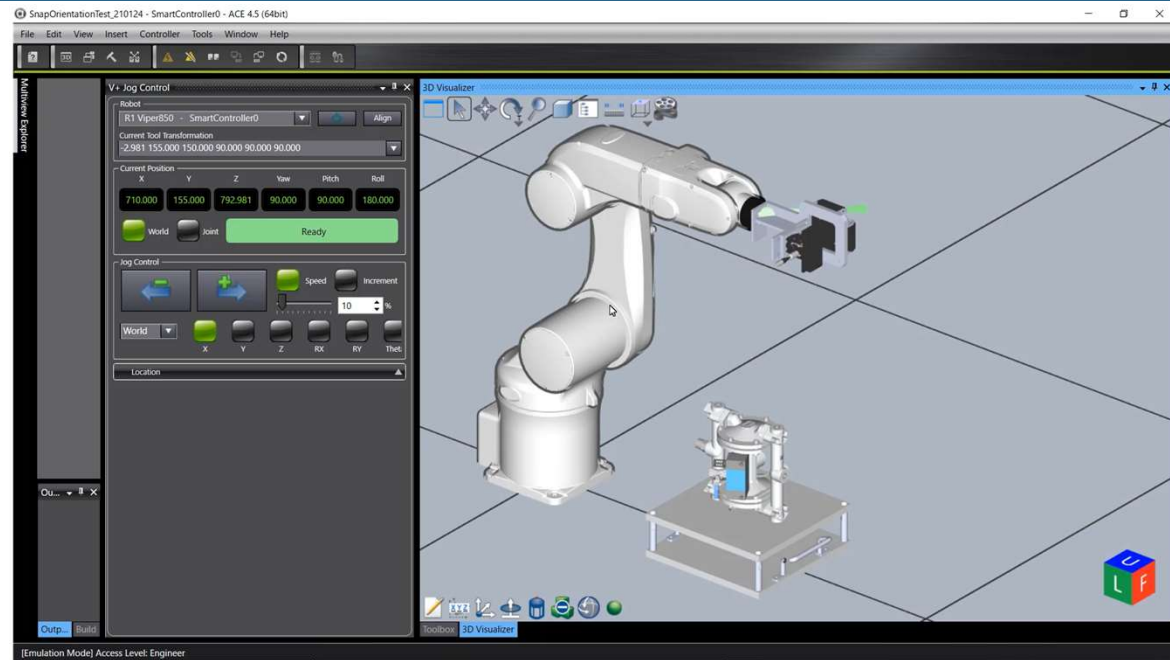 SnapOrientationTest_210124 - SmartController0 - ACE 4.5 (64bit)
File Edit View Insert Controller Tools Window Help
Multiview Explorer
V+ Jog Control
Robot
R1 Viper850 - SmartController0
Align
Current Tool Transformation
-2.981 155.000 150.000 90.000 90.000 90.000
Current Position
X Y Z Yaw Pitch Roll
710.000 155.000 792.981 90.000 90.000 180.000
World Joint Ready
Jog Control
Speed Increment
10 %
World
X Y Z RX RY Thet
Location
3D Visualizer
Ou...
Outp... Build
Toolbox 3D Visualizer
U
L F
[Emulation Mode] Access Level: Engineer